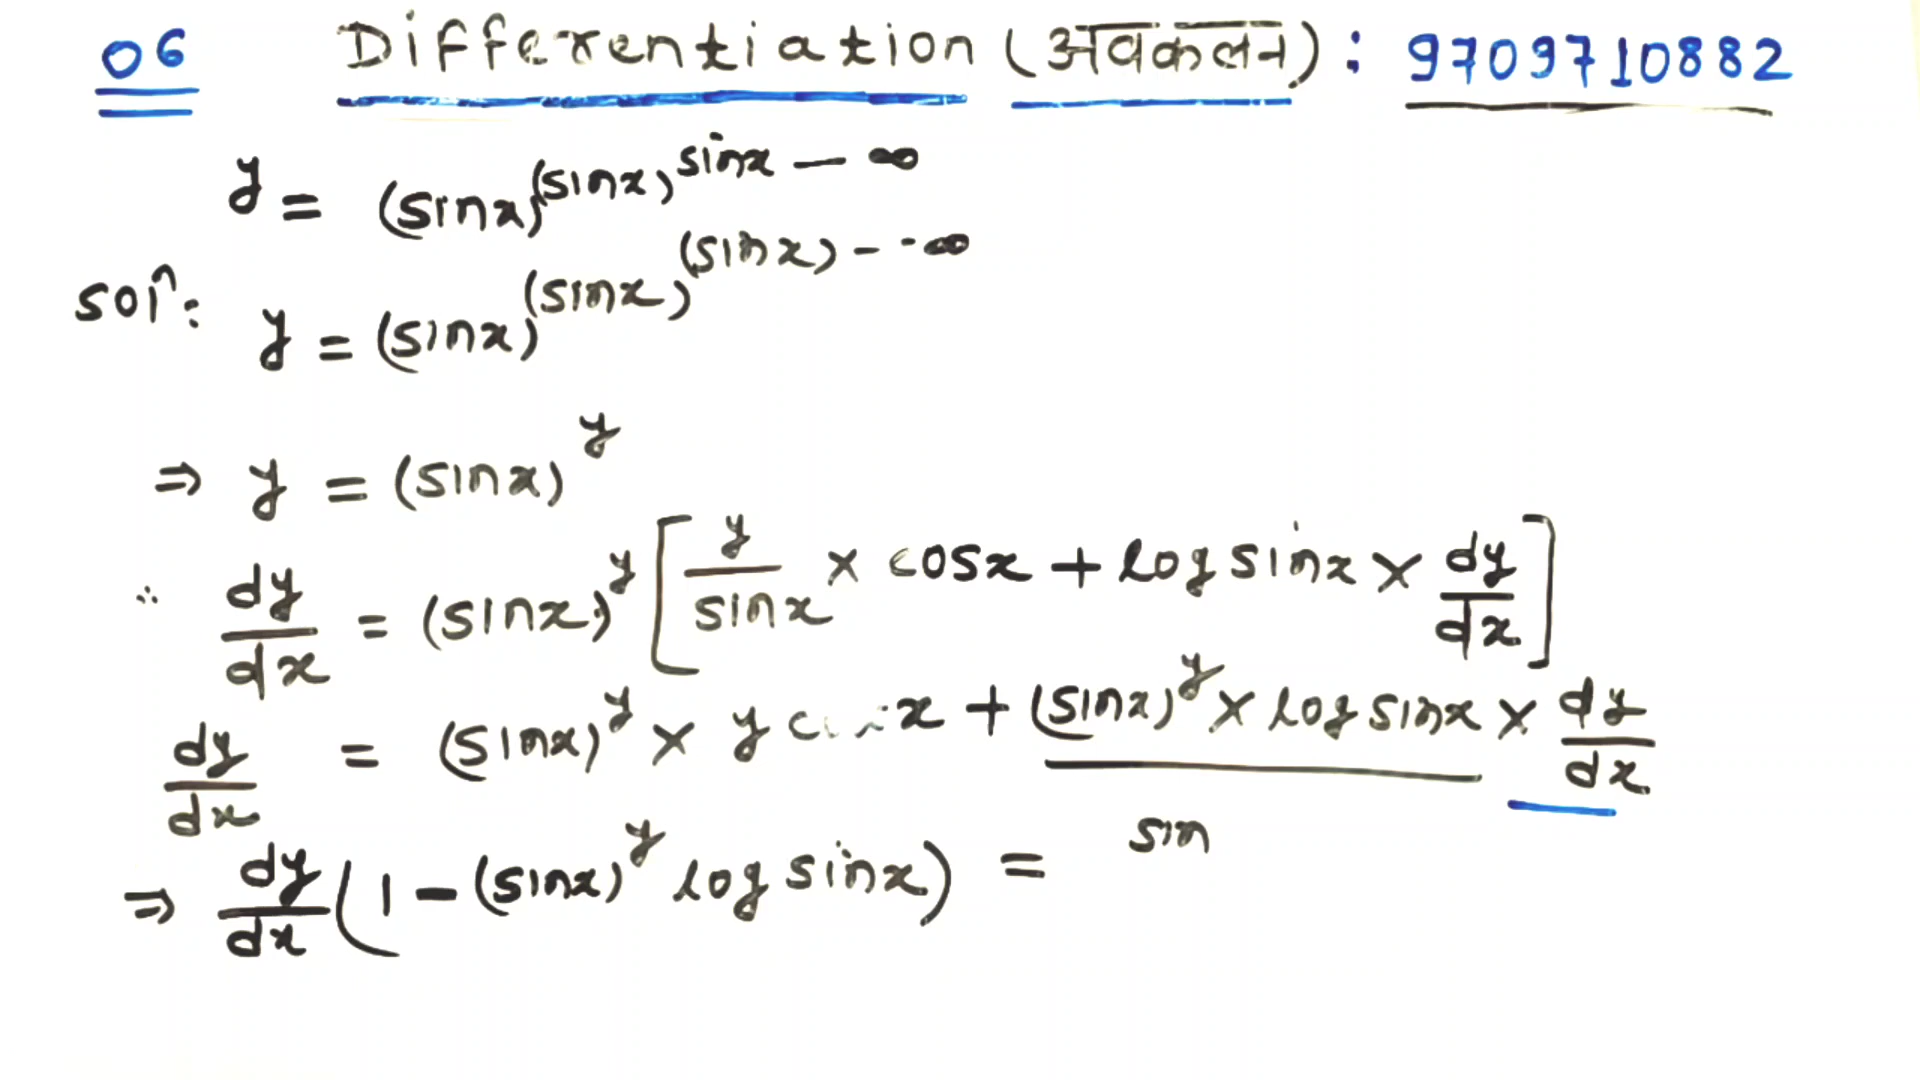 06 Differentiation (अवकलन) : 9709710882
y = (sinx)^(sinx)^sinx — ∞
Solⁿ: y = (sinx)^(sinx)^(sinx) - - ∞
⇒ y = (sinx)^y
∴ dy/dx = (sinx)^y [ y/sinx × cosx + log sinx × dy/dx ]
dy/dx = (sinx)^y × y x + (sinx)^y × log sinx × dy/dx
⇒ dy/dx (1 - (sinx)^y log sinx) = sin